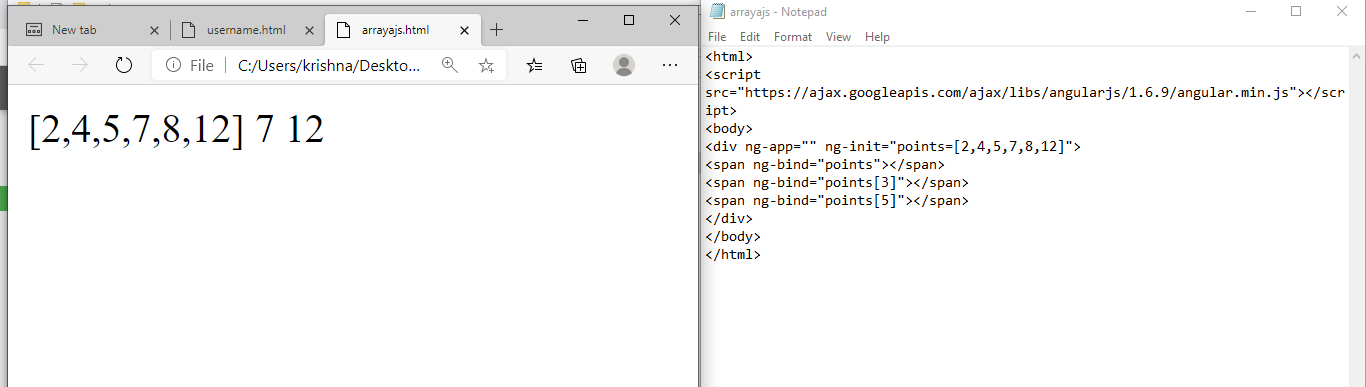 New tab
username.html
arrayajs.html
File | C:/Users/krishna/Deskto...
[2,4,5,7,8,12] 7 12
arrayajs - Notepad
File Edit Format View Help
<html>
<script
src="https://ajax.googleapis.com/ajax/libs/angularjs/1.6.9/angular.min.js"></scr
ipt>
<body>
<div ng-app="" ng-init="points=[2,4,5,7,8,12]">
<span ng-bind="points"></span>
<span ng-bind="points[3]"></span>
<span ng-bind="points[5]"></span>
</div>
</body>
</html>